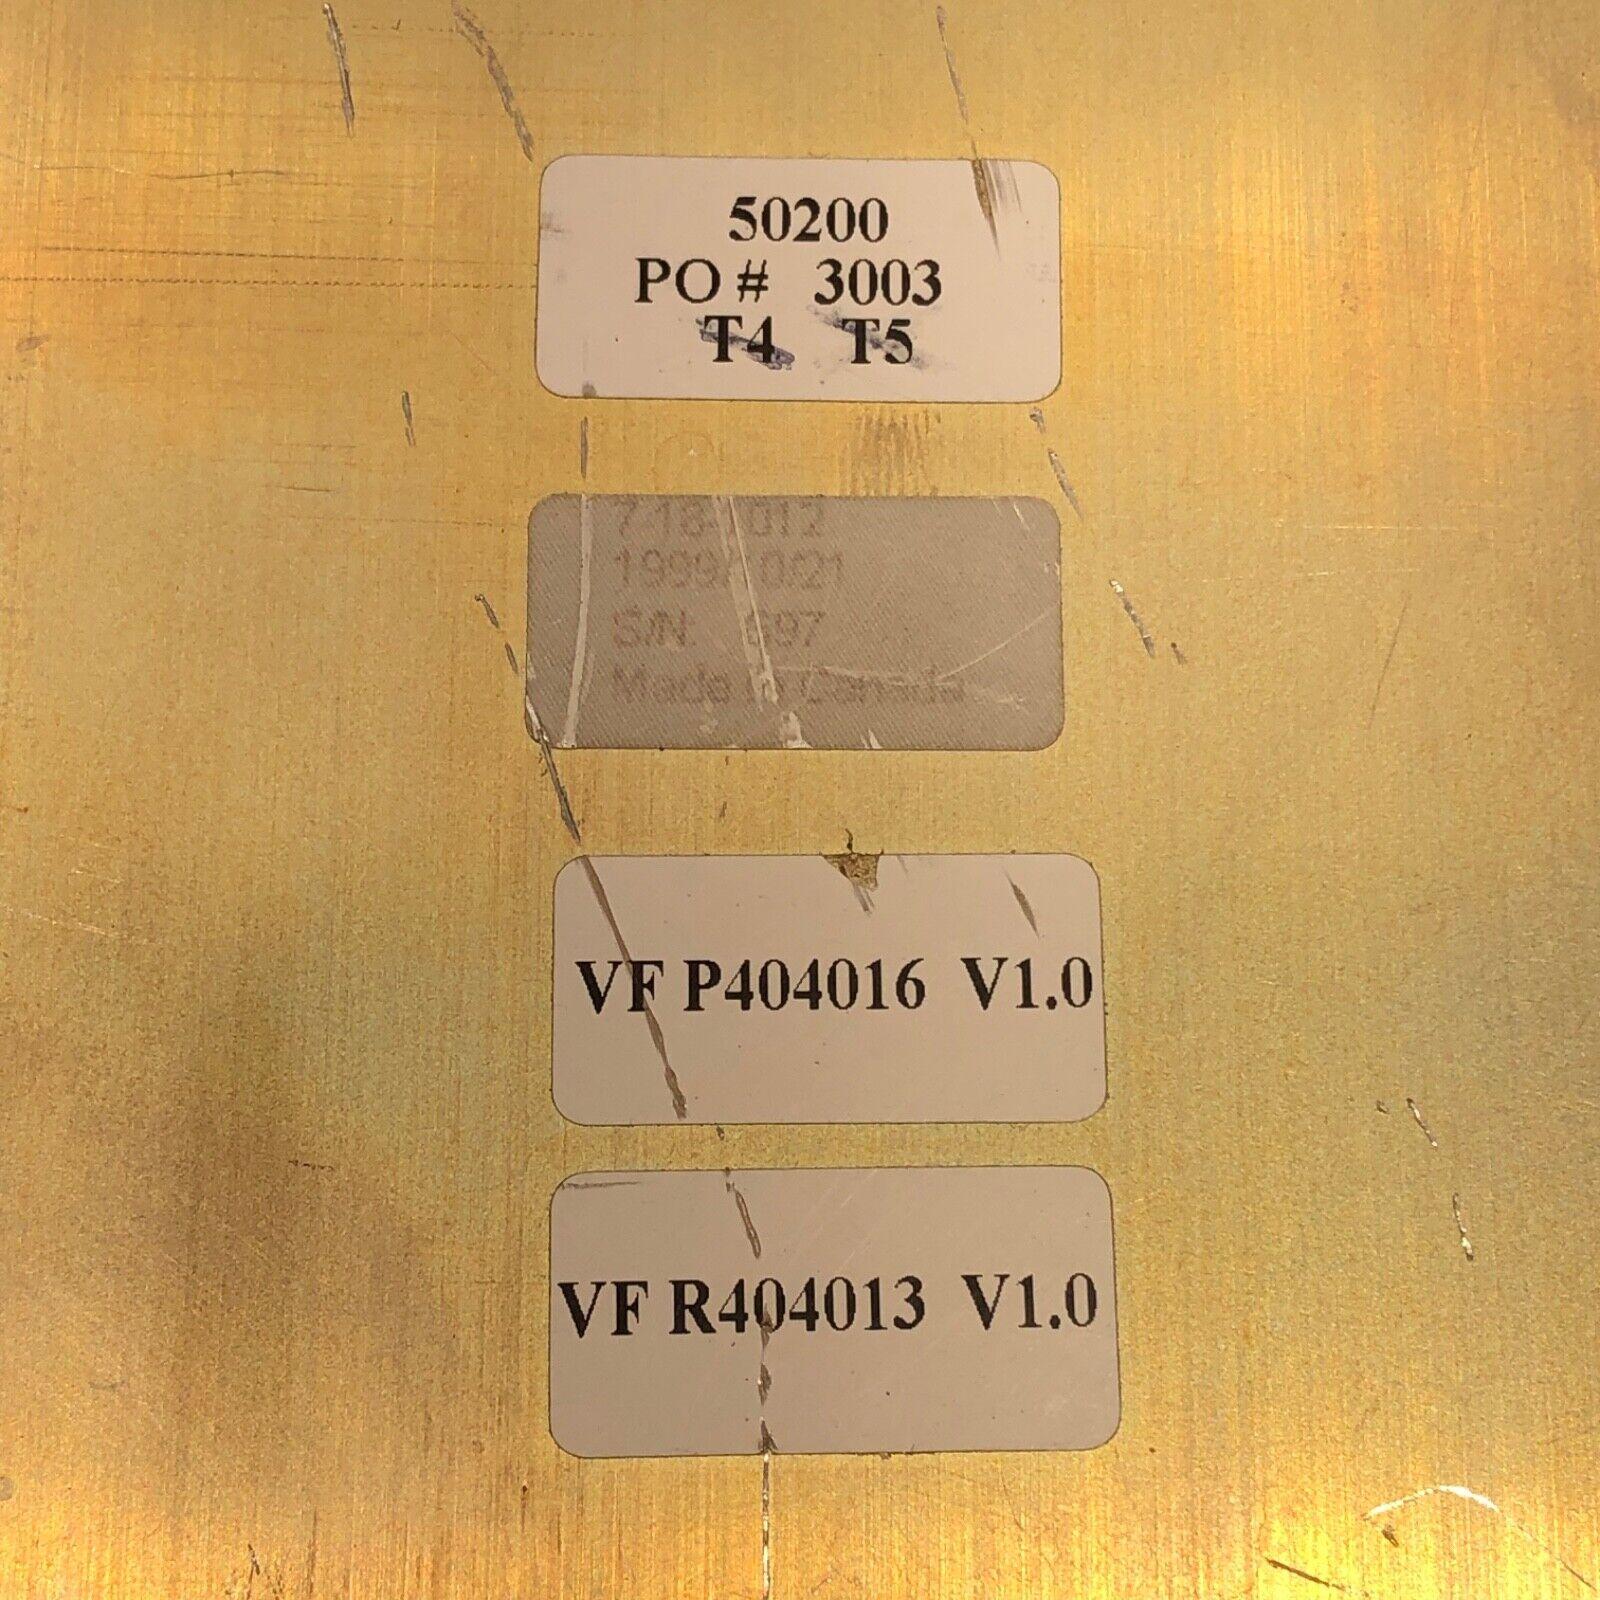 50200
PO # 3003
T4 T5
S/N:
Made in Canada
VF P404016 V1.0
VF R404013 V1.0